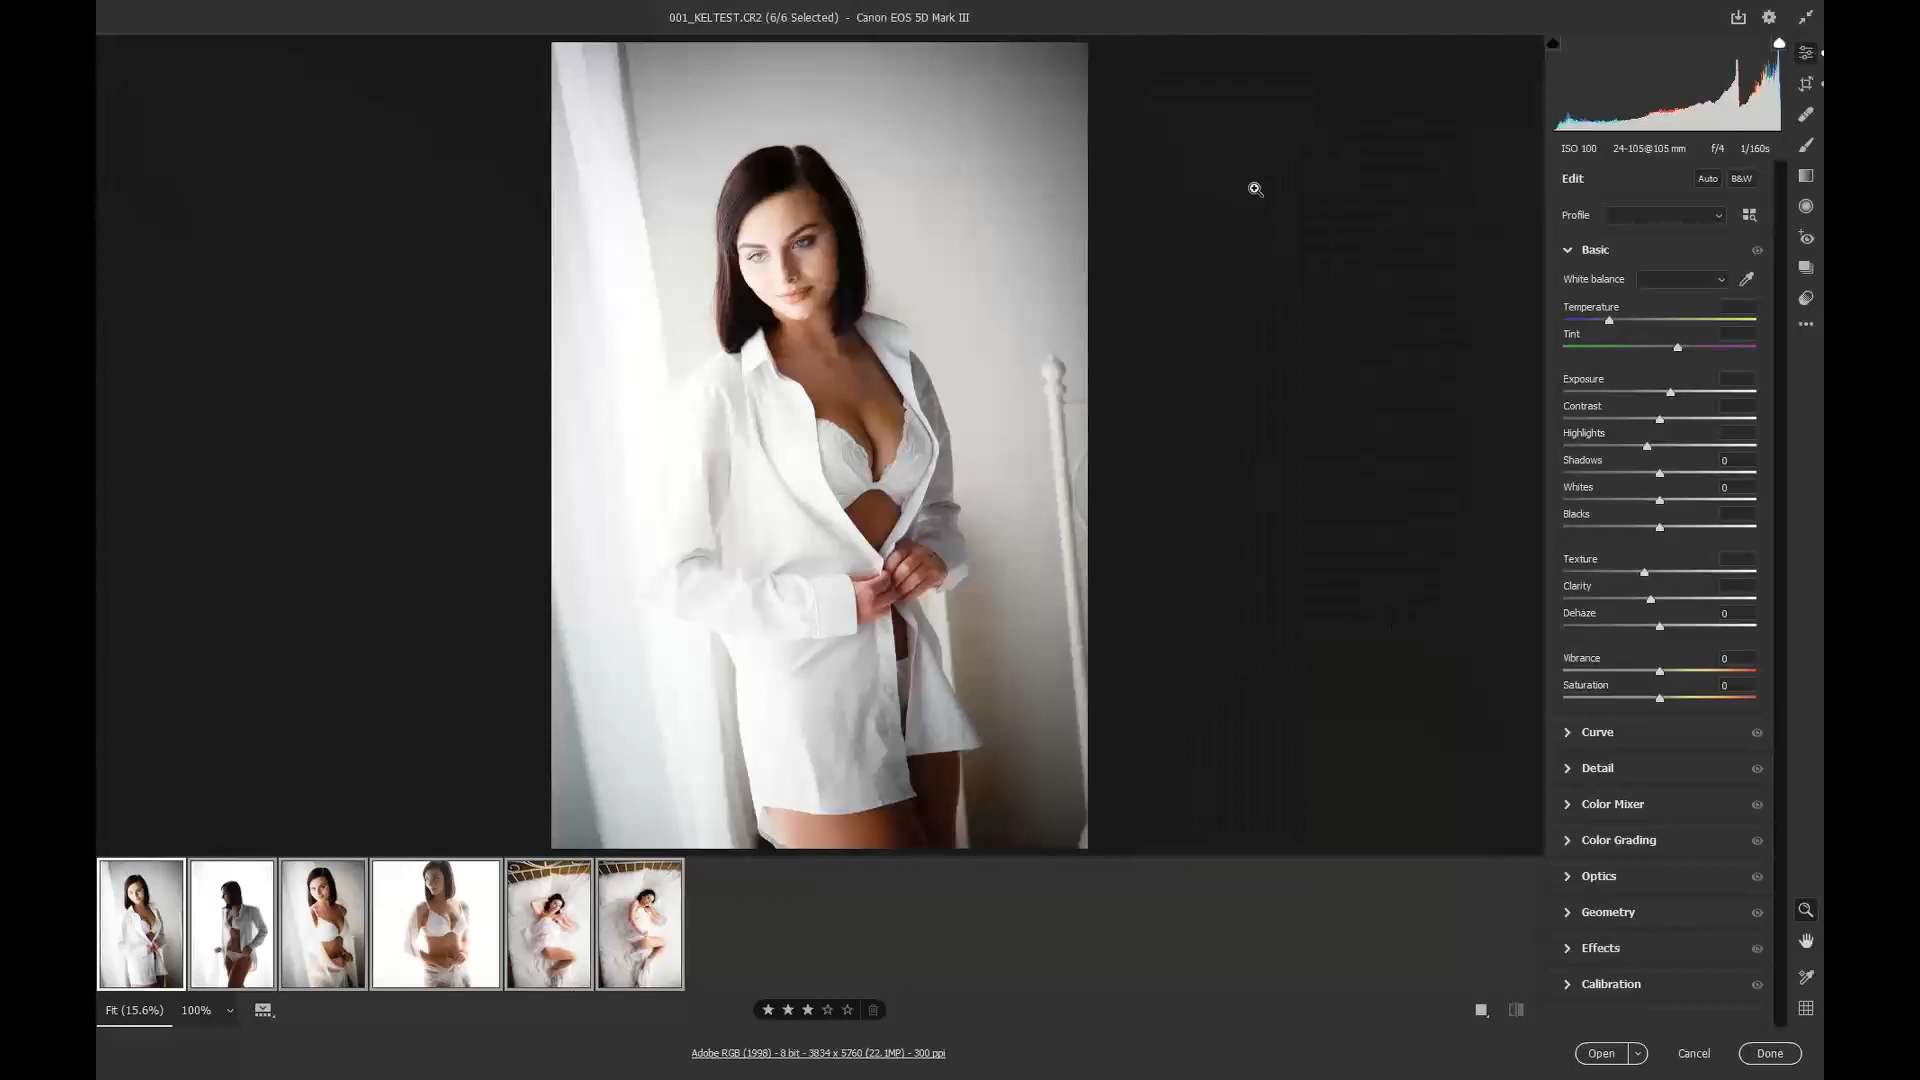 001_KELTEST.CR2 (6/6 Selected) - Canon EOS 5D Mark III
ISO 100 24-105@105 mm f/4 1/160s
Edit Auto B&W
Profile
Basic
White balance
Temperature
Tint
Exposure
Contrast
Highlights
Shadows 0
Whites 0
Blacks
Texture
Clarity
Dehaze 0
Vibrance 0
Saturation 0
Curve
Detail
Color Mixer
Color Grading
Optics
Geometry
Effects
Calibration
Fit (15.6%) 100%
Adobe RGB (1998) - 8 bit - 3834 x 5760 (22.1MP) - 300 ppi
Open Cancel Done